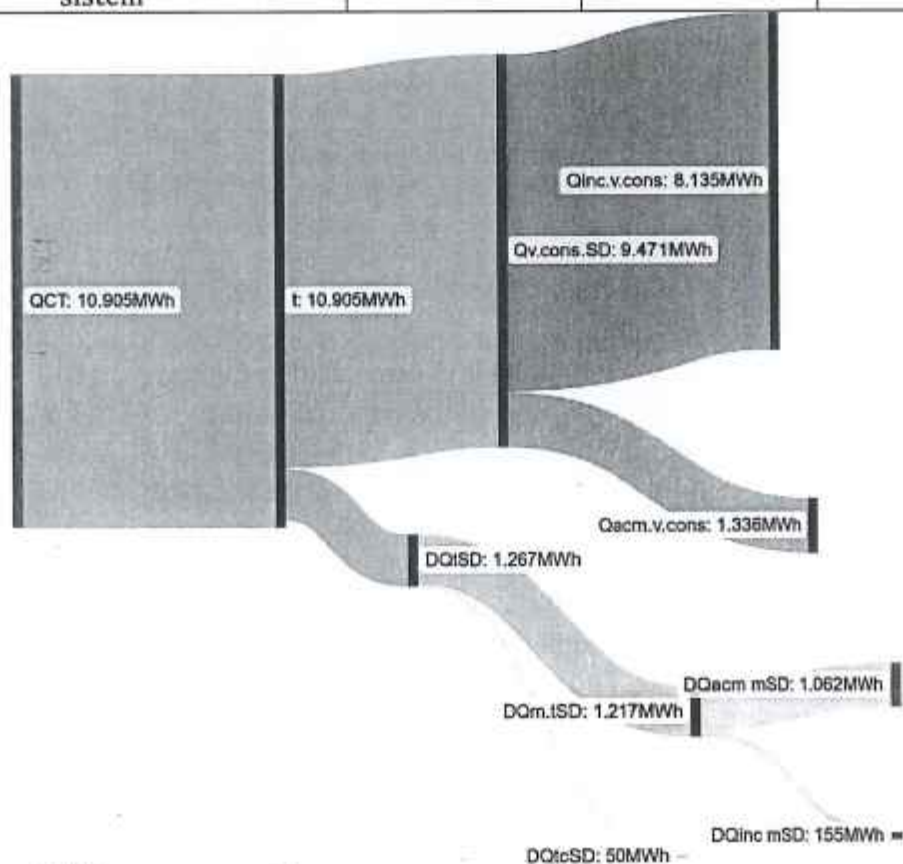 sistem
Qinc.v.cons: 8.135MWh
Qv.cons.SD: 9.471MWh
QCT: 10.905MWh
t: 10.905MWh
Qacm.v.cons: 1.336MWh
DQtSD: 1.267MWh
DQacm mSD: 1.062MWh
DQm.tSD: 1.217MWh
DQinc mSD: 155MWh
DQtcSD: 50MWh